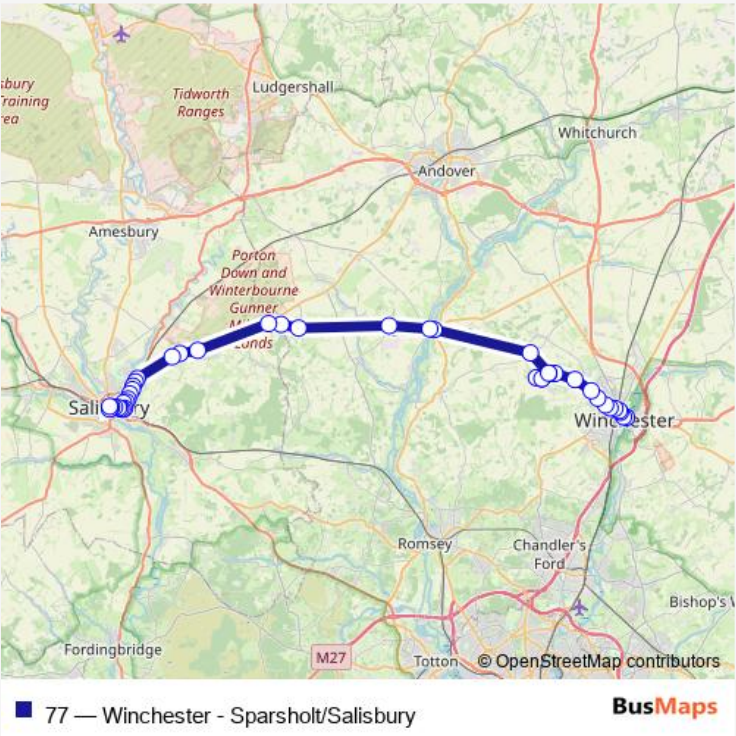 sbury
Training
rea
Tidworth
Ranges
Ludgershall
Whitchurch
Andover
Amesbury
Porton
Down and
Winterbourne
Gunner
Salisbury
Winchester
Romsey
Chandler's
Ford
Bishop's
Fordingbridge
M27
Totton
© OpenStreetMap contributors
77 — Winchester - Sparsholt/Salisbury
BusMaps